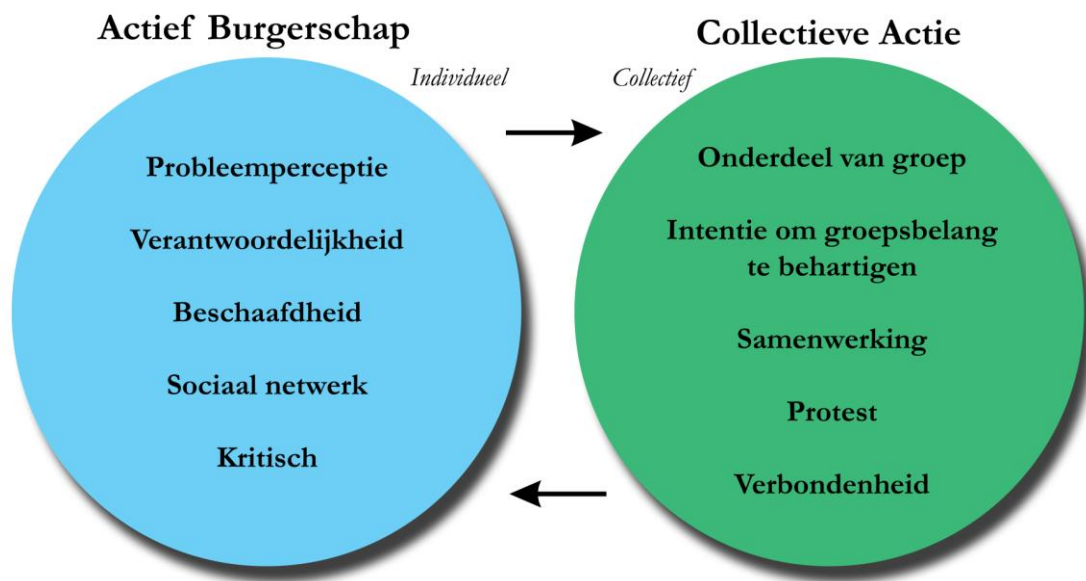 Actief Burgerschap
Individueel
Probleemperceptie
Verantwoordelijkheid
Beschaafdheid
Sociaal netwerk
Kritisch
Collectieve Actie
Collectief
Onderdeel van groep
Intentie om groepsbelang
te behartigen
Samenwerking
Protest
Verbondenheid